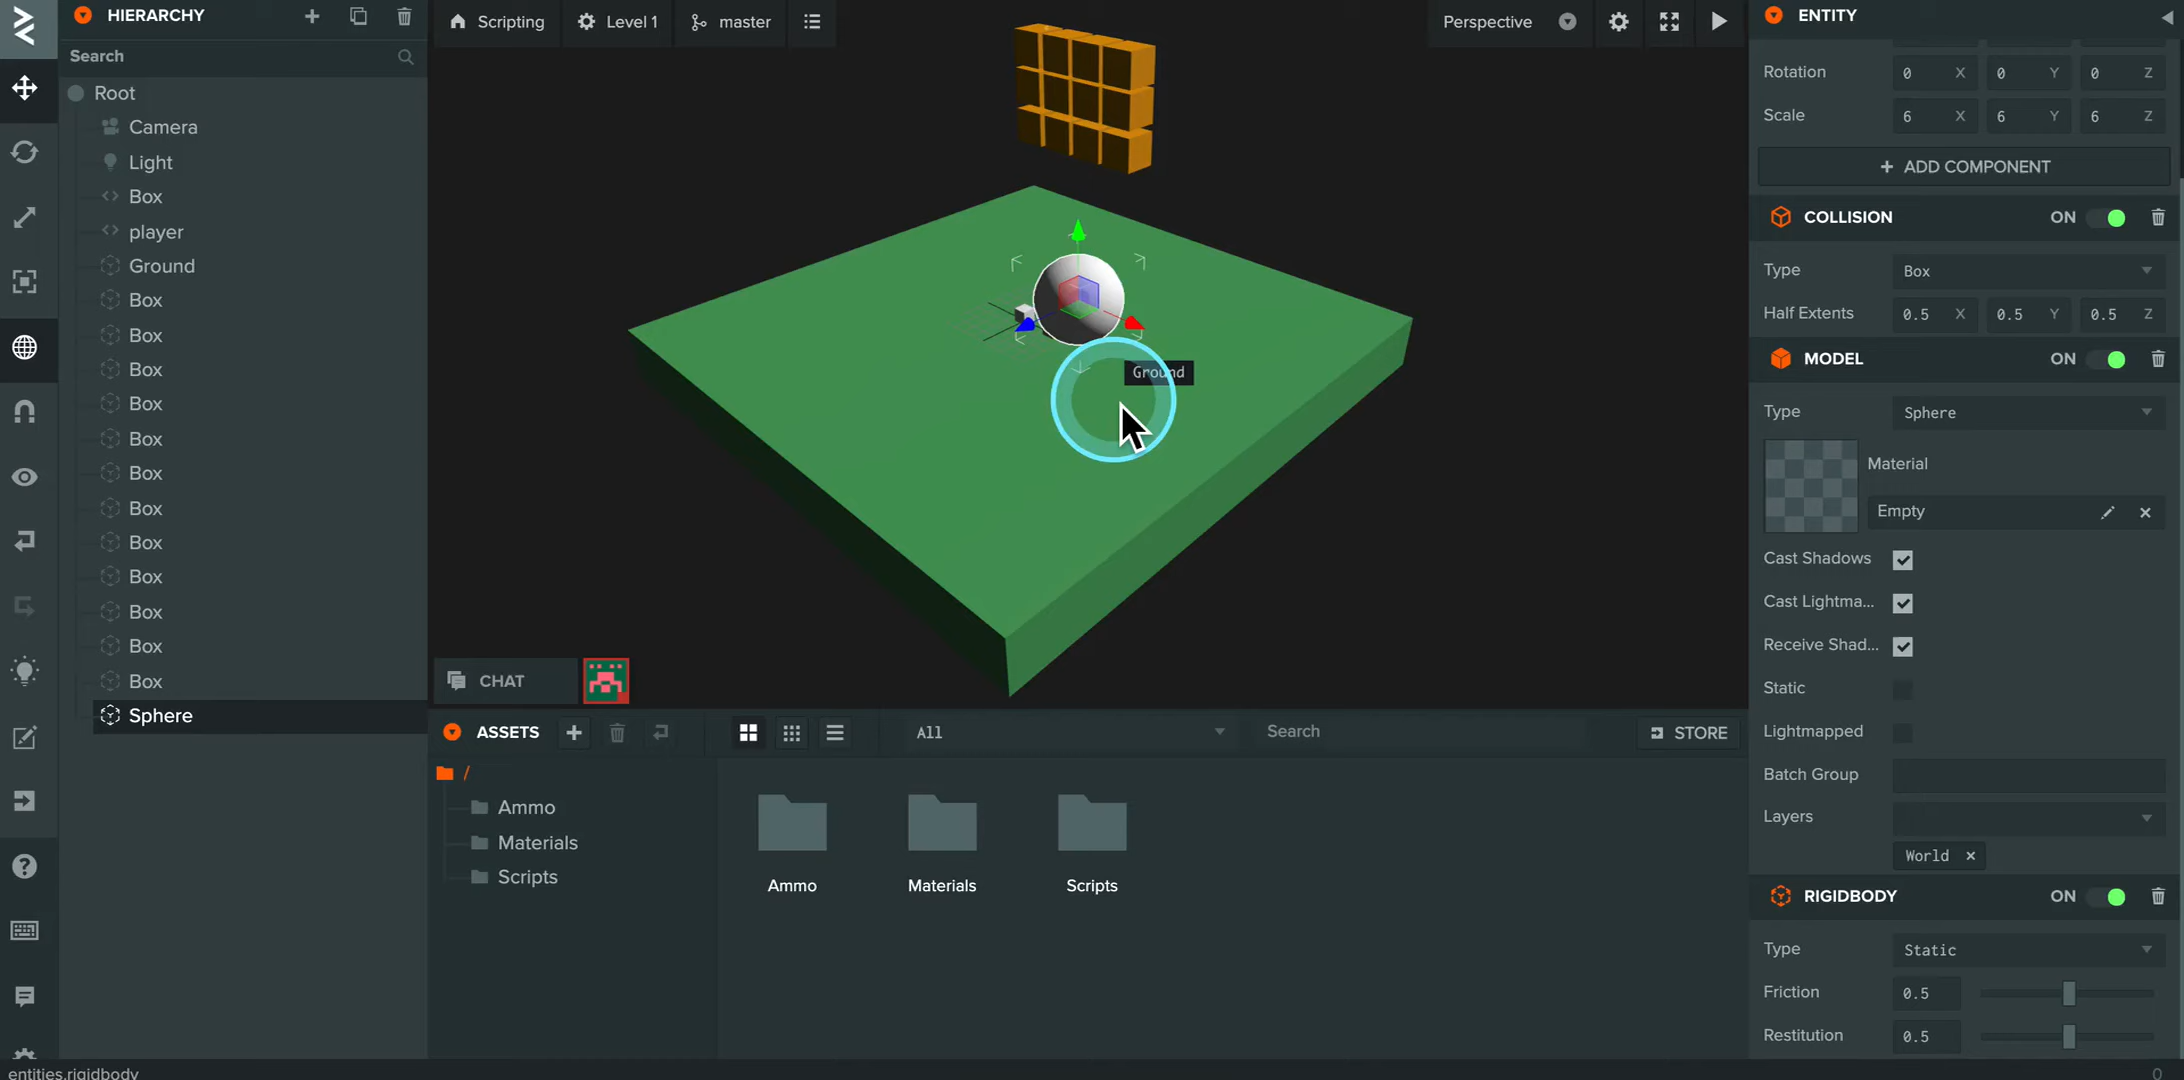 HIERARCHY
Search
Root
Camera
Light
Box
player
Ground
Box
Box
Box
Box
Box
Box
Box
Box
Box
Box
Box
Box
Sphere
Scripting
Level 1
master
Perspective
Ground
CHAT
ASSETS
All
Search
STORE
/
Ammo
Materials
Scripts
Ammo
Materials
Scripts
ENTITY
Rotation 0 X 0 Y 0 Z
Scale 6 X 6 Y 6 Z
+ ADD COMPONENT
COLLISION ON
Type Box
Half Extents 0.5 X 0.5 Y 0.5 Z
MODEL ON
Type Sphere
Material
Empty
Cast Shadows
Cast Lightma...
Receive Shad...
Static
Lightmapped
Batch Group
Layers
World ×
RIGIDBODY ON
Type Static
Friction 0.5
Restitution 0.5
entities.rigidbody
0